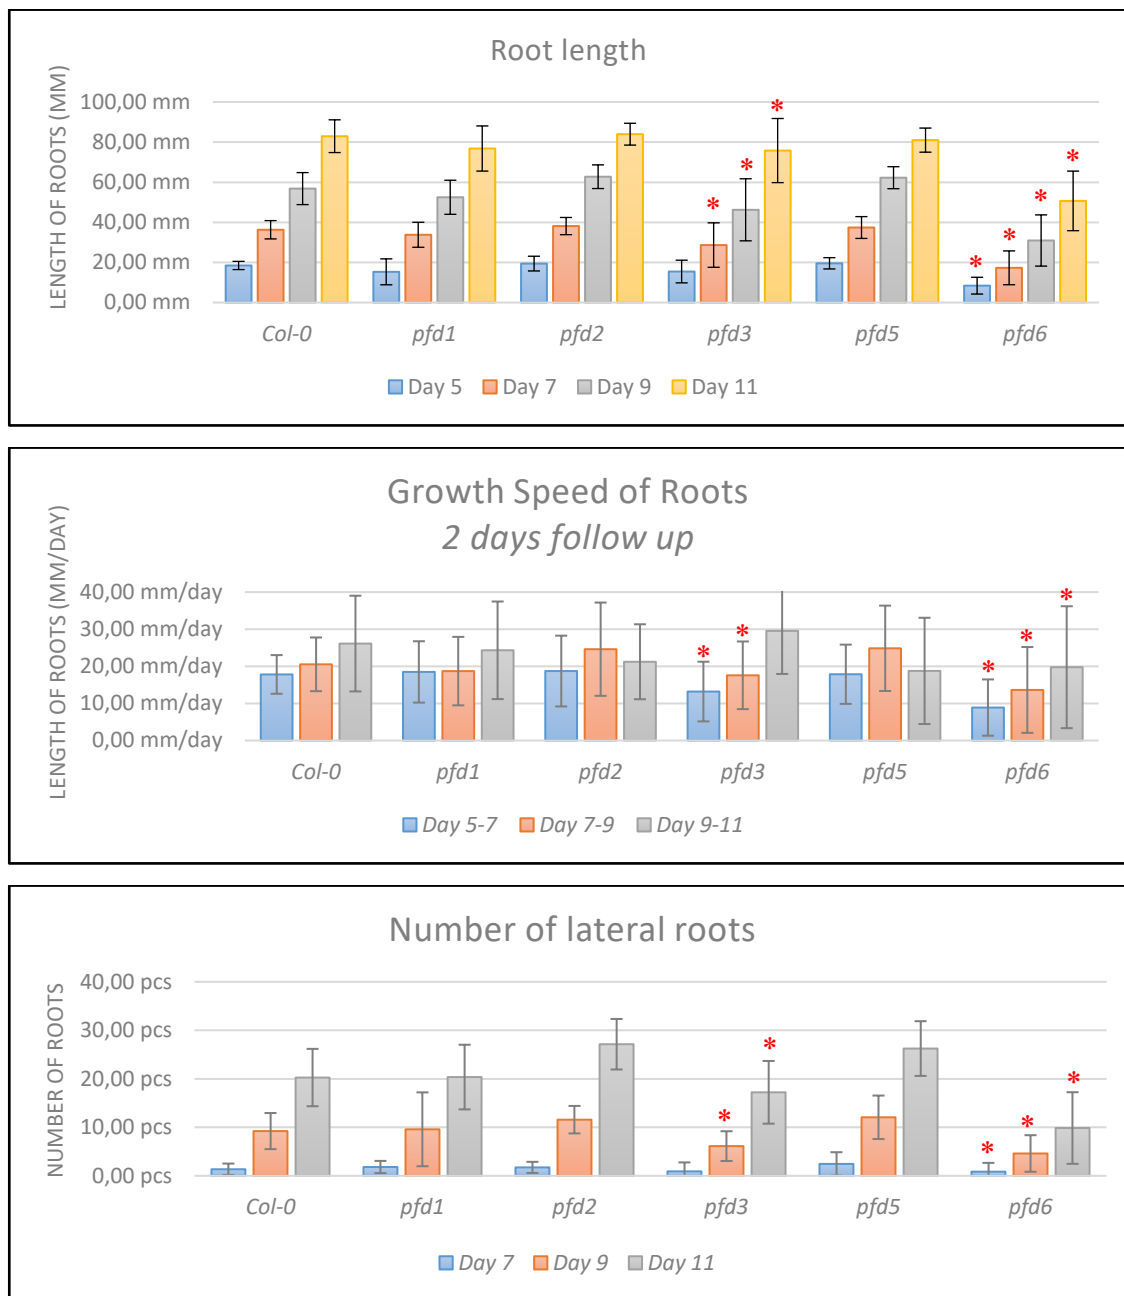 Root length
LENGTH OF ROOTS (MM)
100,00 mm
80,00 mm
60,00 mm
40,00 mm
20,00 mm
0,00 mm
* * * * * * *
Col-0 pfd1 pfd2 pfd3 pfd5 pfd6
Day 5 Day 7 Day 9 Day 11
Growth Speed of Roots
2 days follow up
LENGTH OF ROOTS (MM/DAY)
40,00 mm/day
30,00 mm/day
20,00 mm/day
10,00 mm/day
0,00 mm/day
* * * * *
Col-0 pfd1 pfd2 pfd3 pfd5 pfd6
Day 5-7 Day 7-9 Day 9-11
Number of lateral roots
NUMBER OF ROOTS
40,00 pcs
30,00 pcs
20,00 pcs
10,00 pcs
0,00 pcs
* * * * *
Col-0 pfd1 pfd2 pfd3 pfd5 pfd6
Day 7 Day 9 Day 11